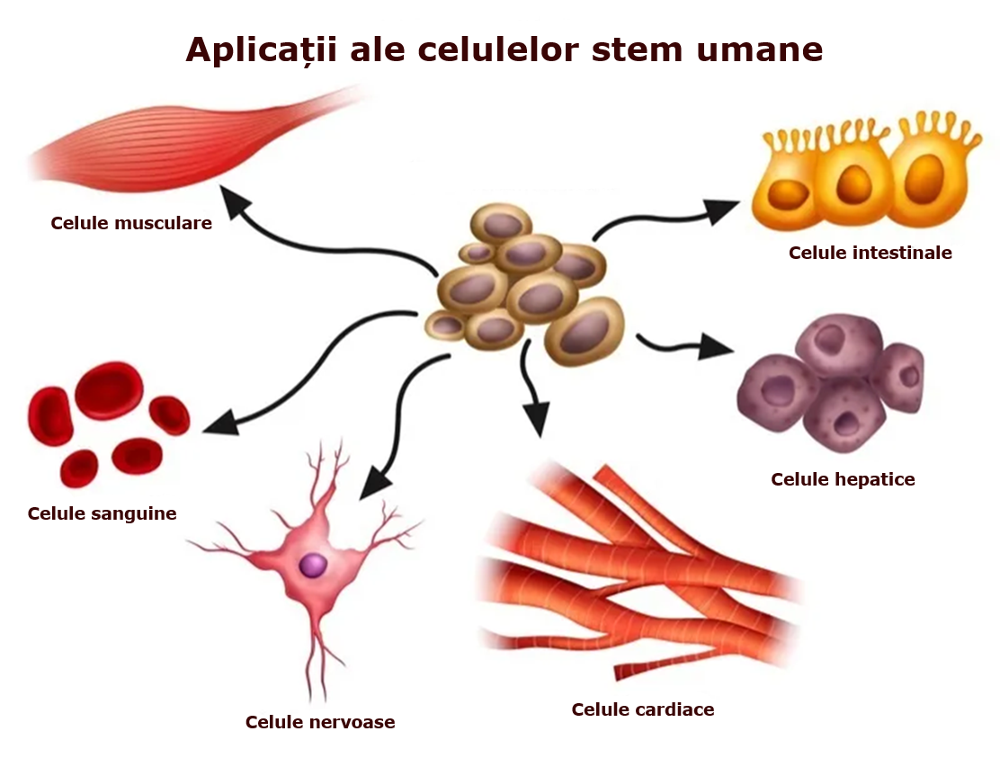 Aplicații ale celulelor stem umane
Celule musculare
Celule intestinale
Celule hepatice
Celule sanguine
Celule nervoase
Celule cardiace